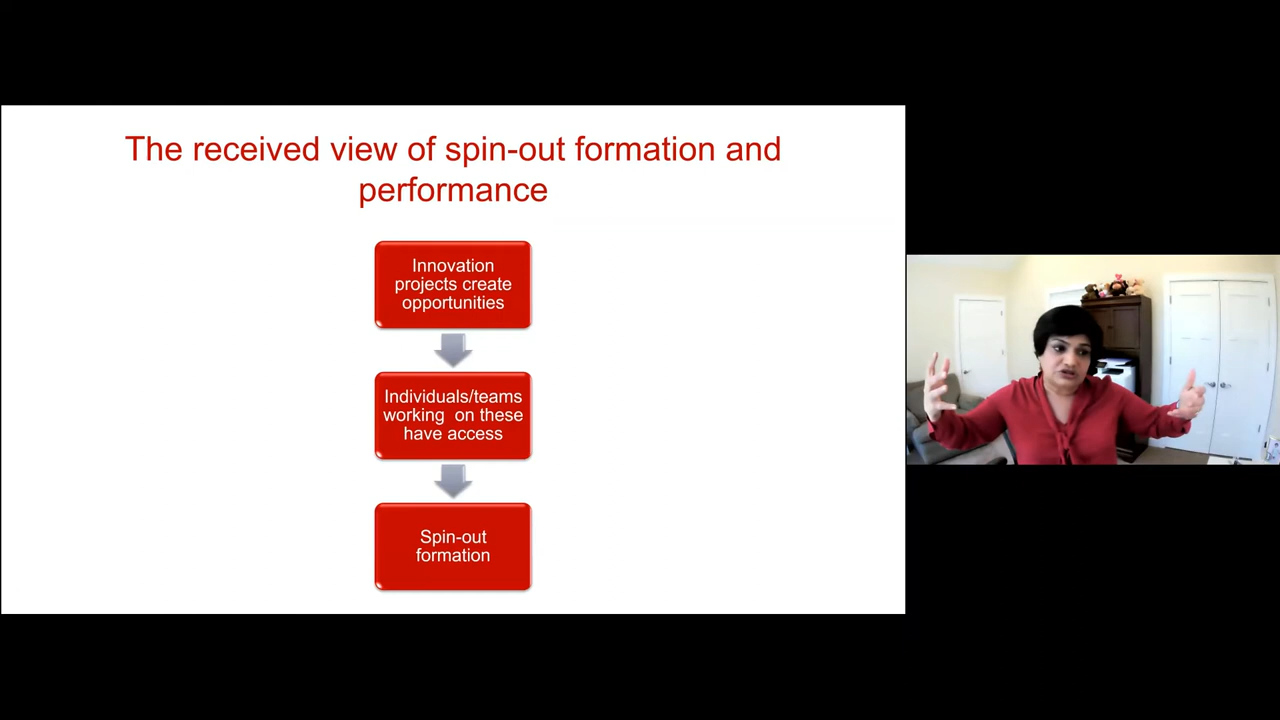 The received view of spin-out formation and
performance
Innovation
projects create
opportunities
Individuals/teams
working on these
have access
Spin-out
formation